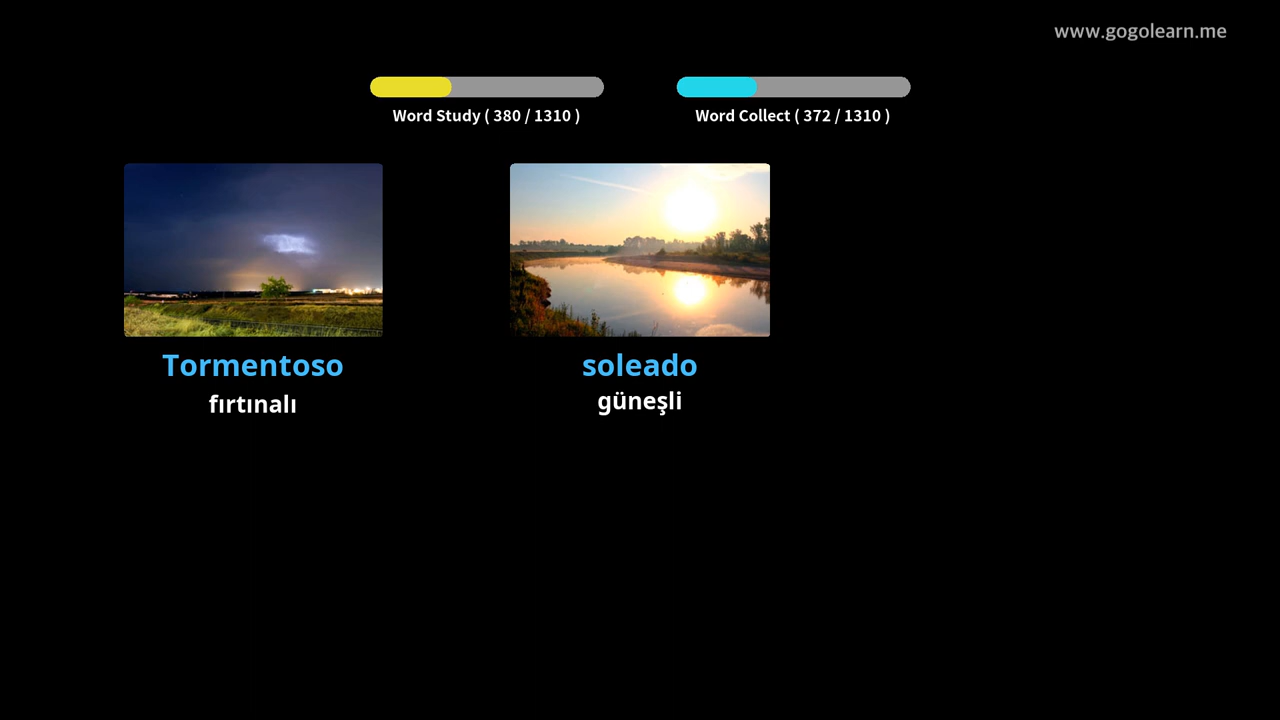 www.gogolearn.me
Word Study ( 380 / 1310 )
Word Collect ( 372 / 1310 )
Tormentoso
fırtınalı
soleado
güneşli